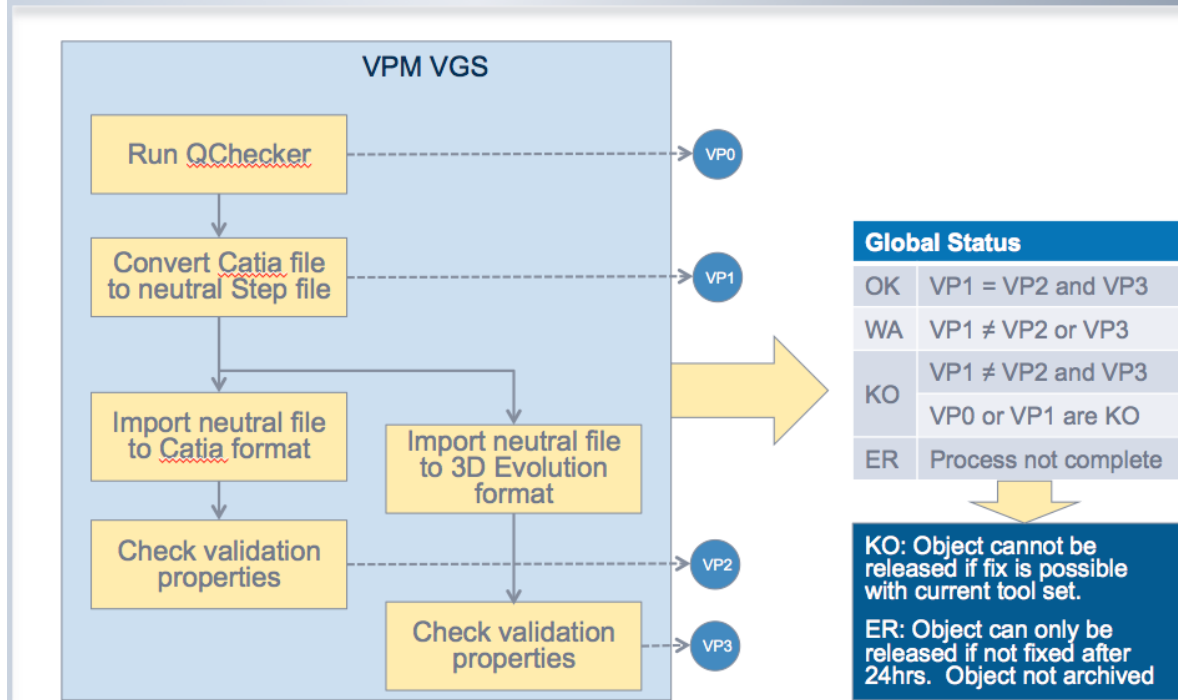 VPM VGS
Run QChecker
VP0
Convert Catia file
to neutral Step file
VP1
Import neutral file
to Catia format
Import neutral file
to 3D Evolution
format
Check validation
properties
VP2
Check validation
properties
VP3
Global Status
OK VP1 = VP2 and VP3
WA VP1 ≠ VP2 or VP3
KO VP1 ≠ VP2 and VP3
VP0 or VP1 are KO
ER Process not complete
KO: Object cannot be
released if fix is possible
with current tool set.
ER: Object can only be
released if not fixed after
24hrs. Object not archived